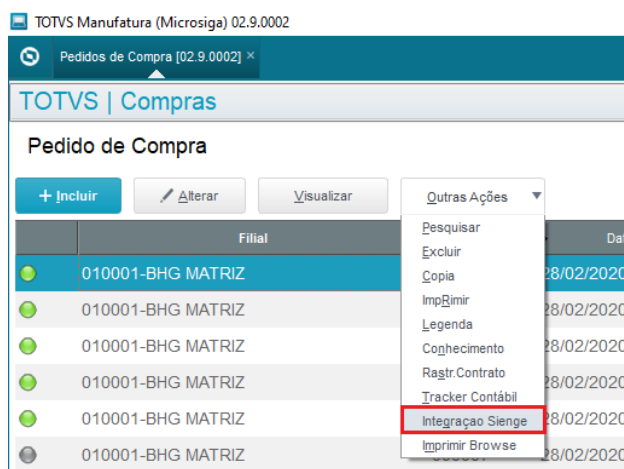 TOTVS Manufatura (Microsiga) 02.9.0002
Pedidos de Compra [02.9.0002] ×
TOTVS | Compras
Pedido de Compra
+ Incluir Alterar Visualizar Outras Ações
Filial
Pesquisar
Excluir
Copia
ImpRimir
Legenda
Conhecimento
Rastr.Contrato
Tracker Contábil
Integraçao Sienge
Imprimir Browse
010001-BHG MATRIZ 28/02/2020
010001-BHG MATRIZ 28/02/2020
010001-BHG MATRIZ 28/02/2020
010001-BHG MATRIZ 28/02/2020
010001-BHG MATRIZ 28/02/2020
010001-BHG MATRIZ 28/02/2020